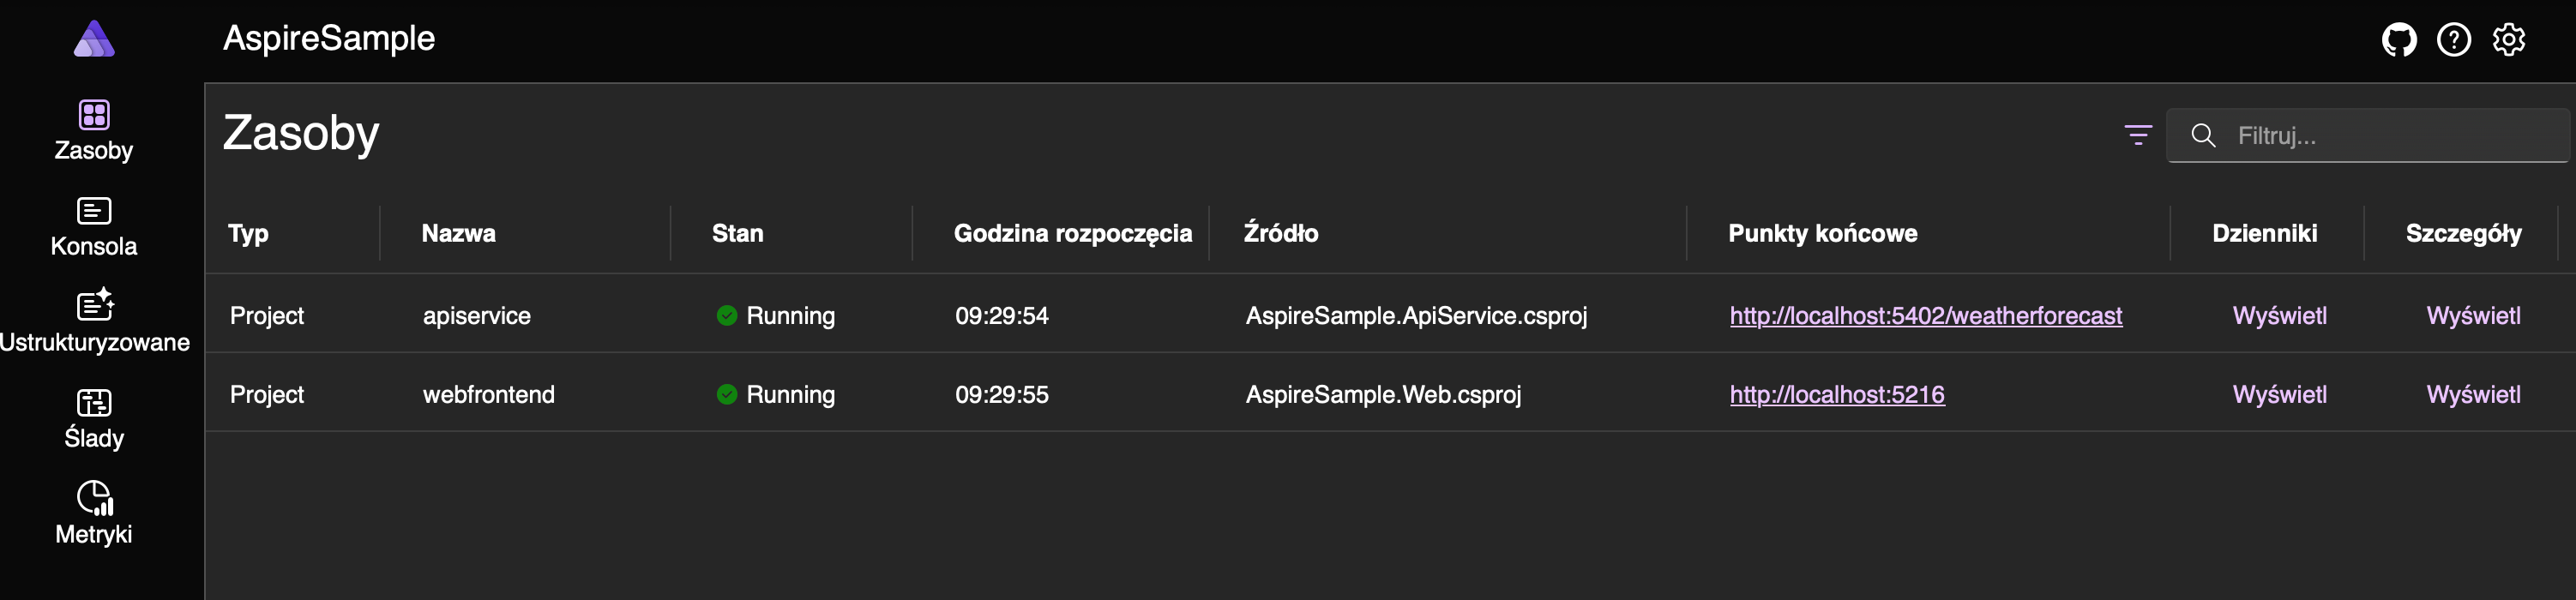 AspireSample
Zasoby
Konsola
Ustrukturyzowane
Ślady
Metryki
Zasoby
Filtruj...
Typ Nazwa Stan Godzina rozpoczęcia Źródło Punkty końcowe Dzienniki Szczegóły
Project apiservice Running 09:29:54 AspireSample.ApiService.csproj http://localhost:5402/weatherforecast Wyświetl Wyświetl
Project webfrontend Running 09:29:55 AspireSample.Web.csproj http://localhost:5216 Wyświetl Wyświetl